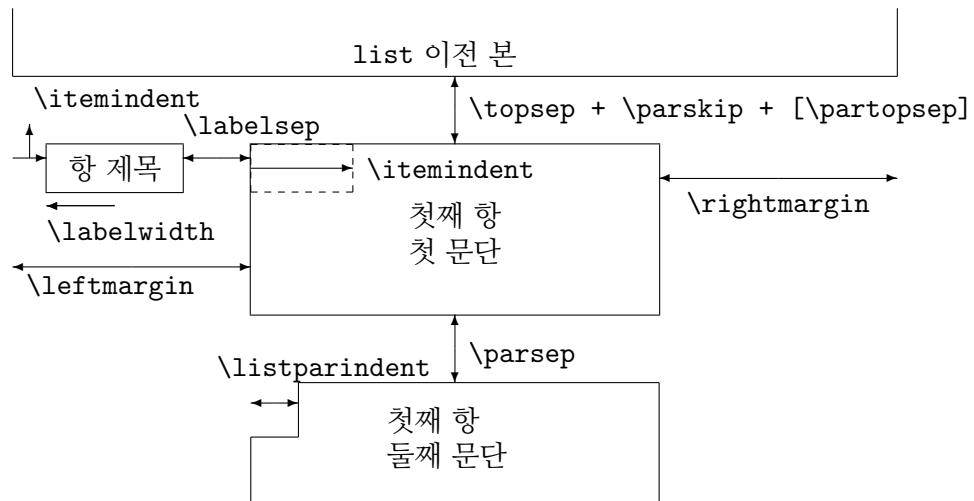 list 이전 본
\itemindent
\topsep + \parskip + [\partopsep]
\labelsep
항 제목
\itemindent
\rightmargin
첫째 항
첫 문단
\labelwidth
\leftmargin
\parsep
\listparindent
첫째 항
둘째 문단